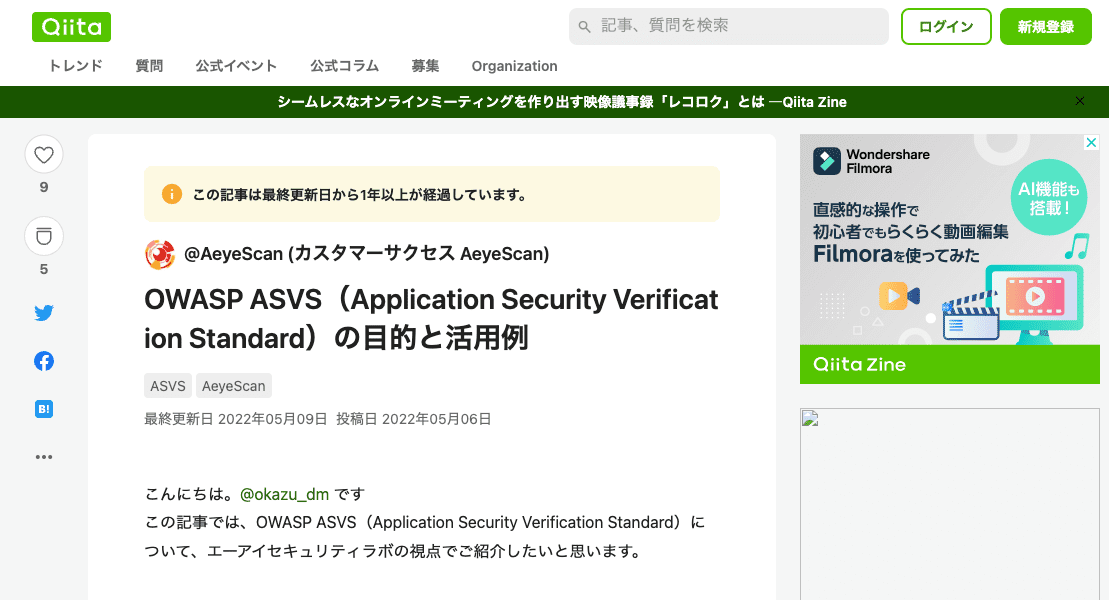 Qiita
記事、質問を検索
ログイン
新規登録
トレンド 質問 公式イベント 公式コラム 募集 Organization
シームレスなオンラインミーティングを作り出す映像議事録「レコロク」とは —Qiita Zine
9
5
B!
この記事は最終更新日から1年以上が経過しています。
@AeyeScan (カスタマーサクセス AeyeScan)
OWASP ASVS（Application Security Verificat
ion Standard）の目的と活用例
ASVS AeyeScan
最終更新日 2022年05月09日 投稿日 2022年05月06日
こんにちは。@okazu_dm です
この記事では、OWASP ASVS（Application Security Verification Standard）に
ついて、エーアイセキュリティラボの視点でご紹介したいと思います。
Wondershare
Filmora
AI機能も
搭載！
直感的な操作で
初心者でもらくらく動画編集
Filmoraを使ってみた
Qiita Zine